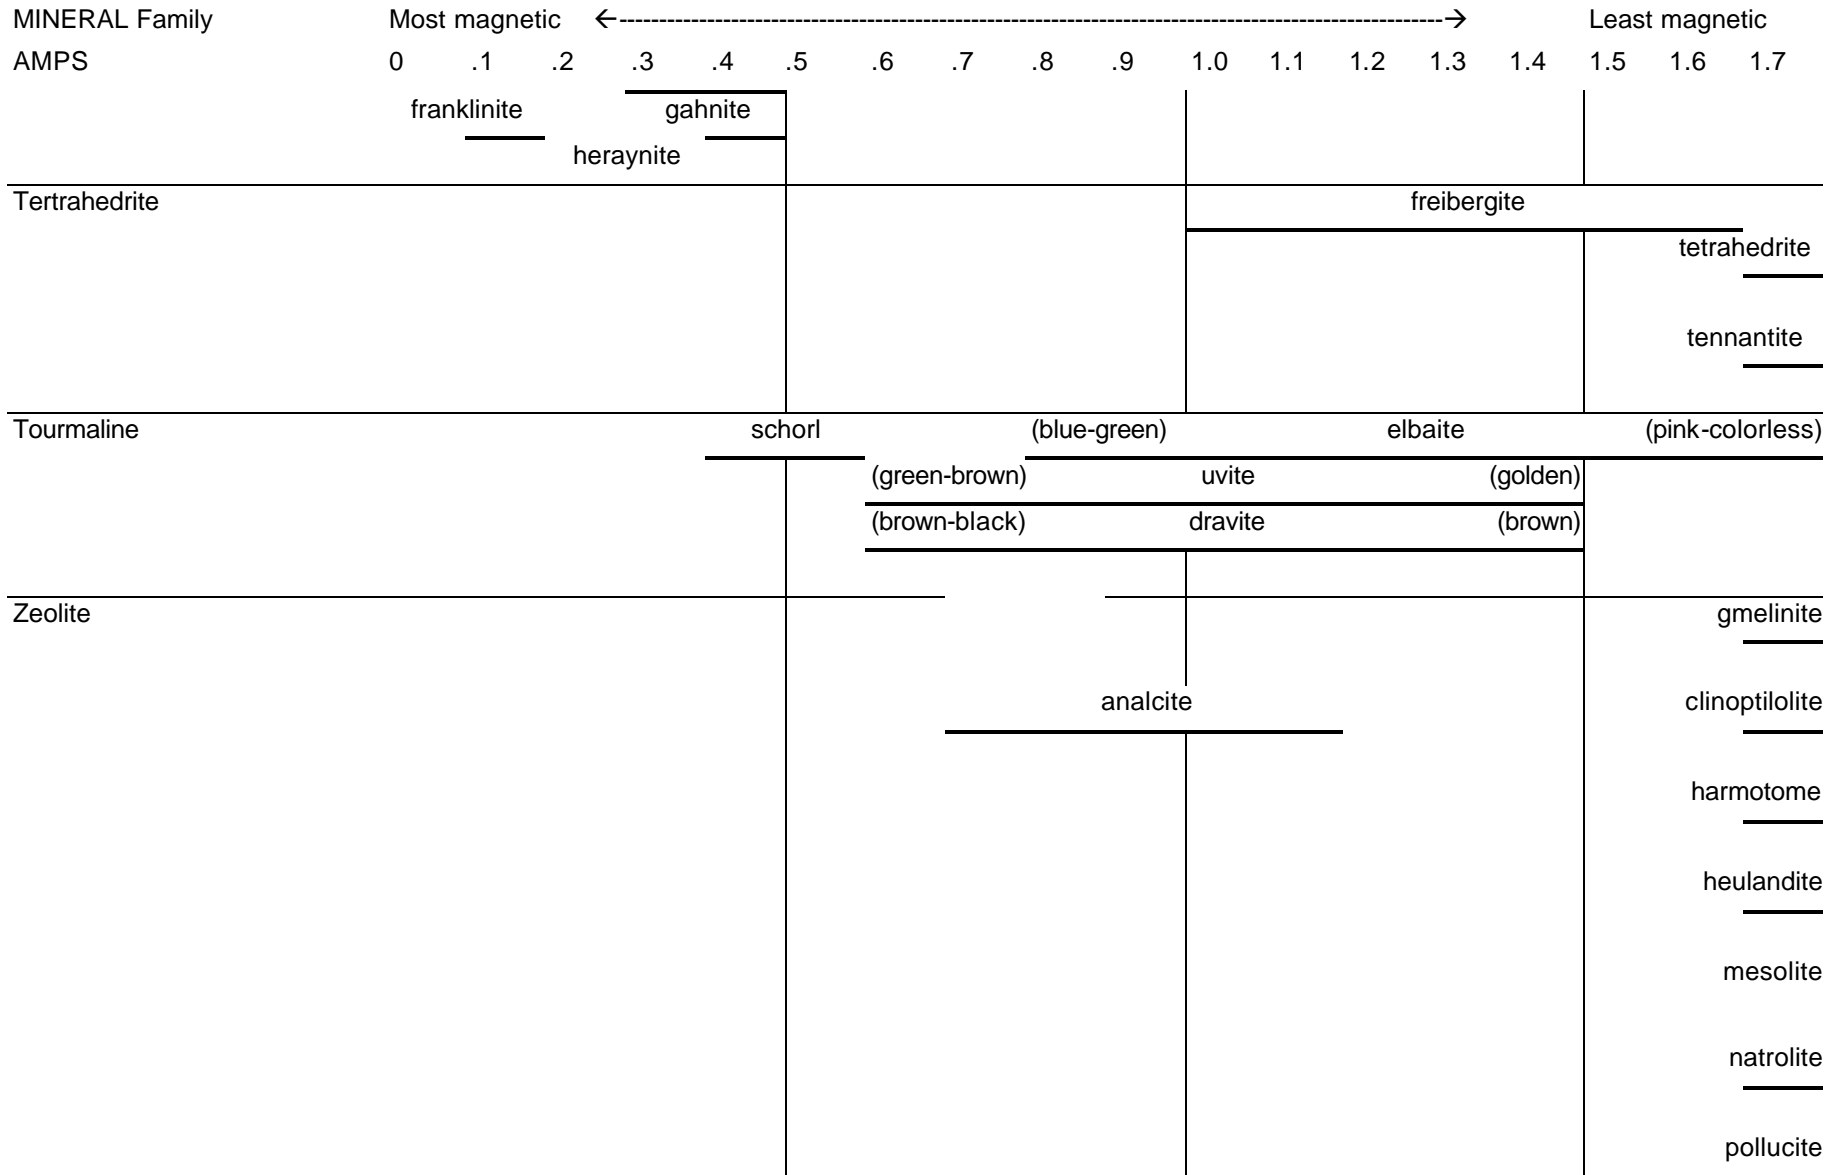 MINERAL Family Most magnetic ←----------------------------------------------------------------------------------------------------→ Least magnetic
AMPS 0 .1 .2 .3 .4 .5 .6 .7 .8 .9 1.0 1.1 1.2 1.3 1.4 1.5 1.6 1.7
franklinite gahnite
heraynite
Tertrahedrite freibergite
tetrahedrite
tennantite
Tourmaline schorl (blue-green) elbaite (pink-colorless)
(green-brown) uvite (golden)
(brown-black) dravite (brown)
Zeolite gmelinite
analcite clinoptilolite
harmotome
heulandite
mesolite
natrolite
pollucite